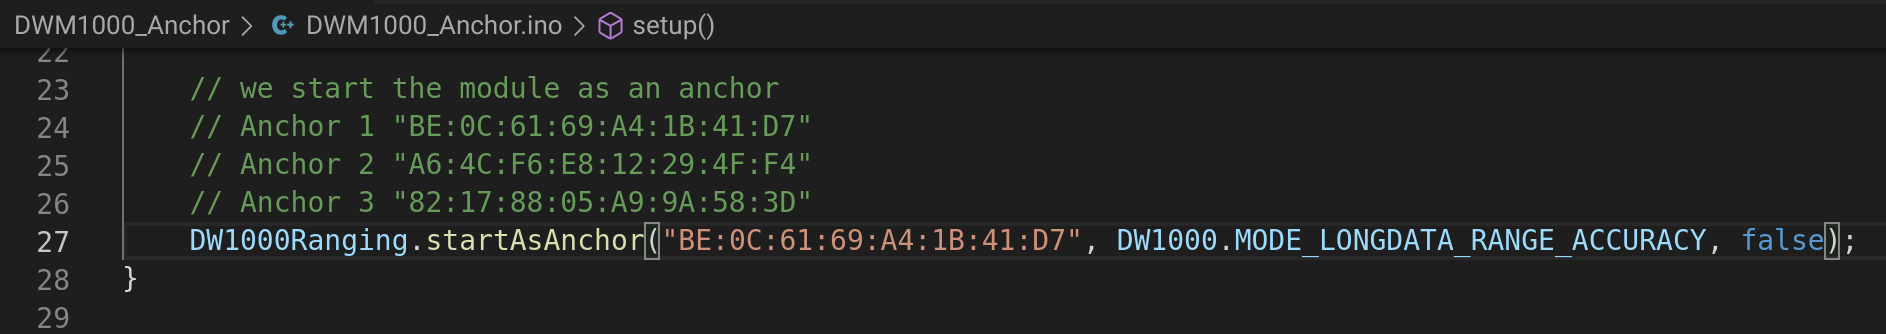 DWM1000_Anchor > DWM1000_Anchor.ino > setup()
22
23 // we start the module as an anchor
24 // Anchor 1 "BE:0C:61:69:A4:1B:41:D7"
25 // Anchor 2 "A6:4C:F6:E8:12:29:4F:F4"
26 // Anchor 3 "82:17:88:05:A9:9A:58:3D"
27 DW1000Ranging.startAsAnchor("BE:0C:61:69:A4:1B:41:D7", DW1000.MODE_LONGDATA_RANGE_ACCURACY, false);
28 }
29